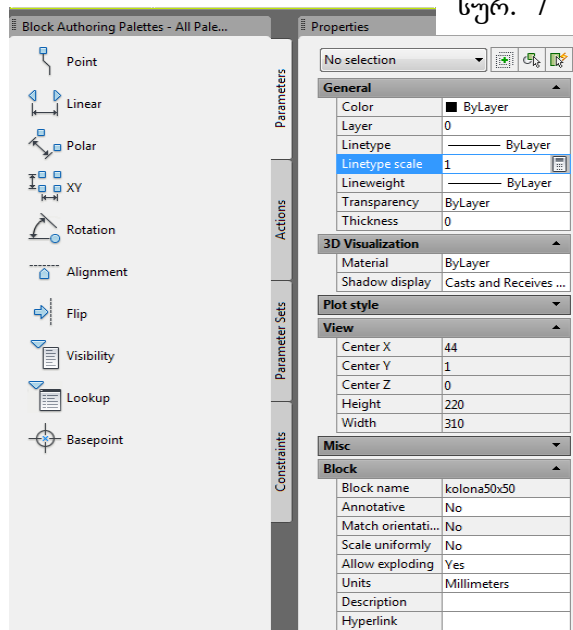 სურ. 7
Block Authoring Palettes - All Pale...
Point
Linear
Polar
XY
Rotation
Alignment
Flip
Visibility
Lookup
Basepoint
Parameters
Actions
Parameter Sets
Constraints
Properties
No selection
General
Color ByLayer
Layer 0
Linetype ByLayer
Linetype scale 1
Lineweight ByLayer
Transparency ByLayer
Thickness 0
3D Visualization
Material ByLayer
Shadow display Casts and Receives ...
Plot style
View
Center X 44
Center Y 1
Center Z 0
Height 220
Width 310
Misc
Block
Block name kolona50x50
Annotative No
Match orientati... No
Scale uniformly No
Allow exploding Yes
Units Millimeters
Description
Hyperlink